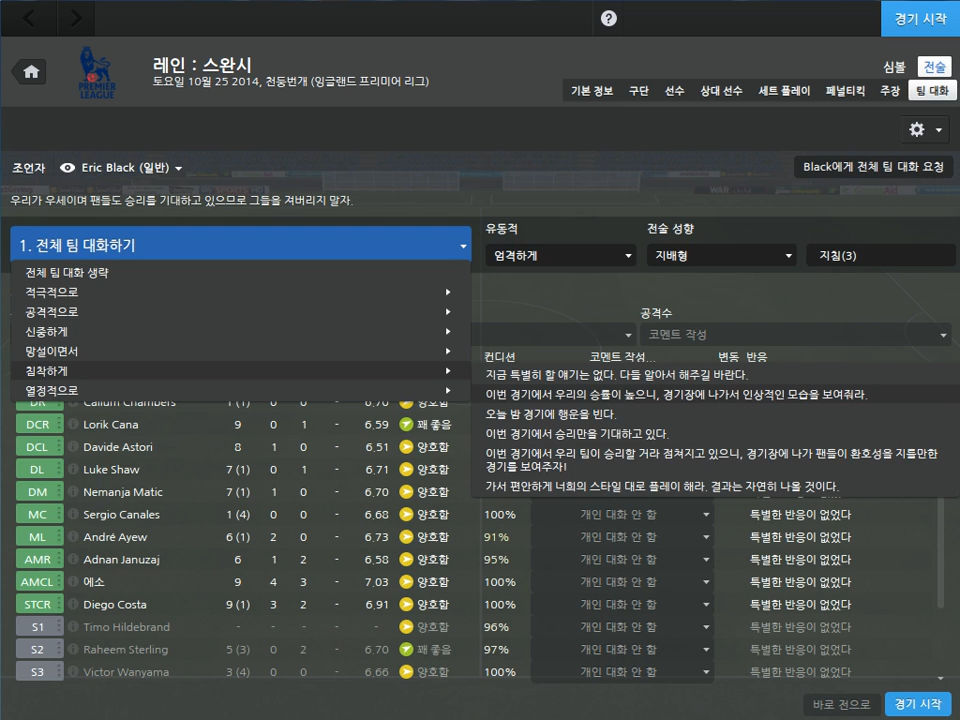 경기 시작
레인 : 스완시
토요일 10월 25 2014, 천둥번개 (잉글랜드 프리미어 리그)
PREMIER
LEAGUE
심볼 전술
기본 정보 구단 선수 상대 선수 세트 플레이 페널티킥 주장 팀 대화
조언자 Eric Black (일반) Black에게 전체 팀 대화 요청
우리가 우세이며 팬들도 승리를 기대하고 있으므로 그들을 져버리지 말자.
유동적 전술 성향
1. 전체 팀 대화하기 엄격하게 지배형 지침(3)
전체 팀 대화 생략
적극적으로
공격적으로 공격수
신중하게 코멘트 작성
망설이면서 컨디션 코멘트 작성... 변동 반응
침착하게 지금 특별히 할 얘기는 없다. 다들 알아서 해주길 바란다.
열정적으로 이번 경기에서 우리의 승률이 높으니, 경기장에 나가서 인상적인 모습을 보여줘라.
오늘 밤 경기에 행운을 빈다.
이번 경기에서 승리만을 기대하고 있다.
이번 경기에서 우리 팀이 승리할 거라 점쳐지고 있으니, 경기장에 나가 팬들이 환호성을 지를만한
경기를 보여주자!
가서 편안하게 너희의 스타일 대로 플레이 해라. 결과는 자연히 나올 것이다.
DR Callum Chambers 1 (1) 0 0 - 6.70 양호함
DCR Lorik Cana 9 0 1 - 6.59 꽤 좋음
DCL Davide Astori 8 1 0 - 6.51 양호함
DL Luke Shaw 7 (1) 0 1 - 6.71 양호함
DM Nemanja Matic 7 (1) 1 0 - 6.70 양호함 특별한 반응이 없었다
MC Sergio Canales 1 (4) 0 0 - 6.68 양호함 100% 개인 대화 안 함 특별한 반응이 없었다
ML André Ayew 6 (1) 2 0 - 6.73 양호함 91% 개인 대화 안 함 특별한 반응이 없었다
AMR Adnan Januzaj 6 1 2 - 6.58 양호함 95% 개인 대화 안 함 특별한 반응이 없었다
AMCL 에소 9 4 3 - 7.03 양호함 100% 개인 대화 안 함 특별한 반응이 없었다
STCR Diego Costa 9 (1) 3 2 - 6.91 양호함 100% 개인 대화 안 함 특별한 반응이 없었다
S1 Timo Hildebrand - - - - - 양호함 96% 개인 대화 안 함 특별한 반응이 없었다
S2 Raheem Sterling 5 (3) 0 2 - 6.70 꽤 좋음 97% 개인 대화 안 함 특별한 반응이 없었다
S3 Victor Wanyama 3 (4) 0 0 - 6.66 양호함 100% 개인 대화 안 함 특별한 반응이 없었다
바로 전으로 경기 시작